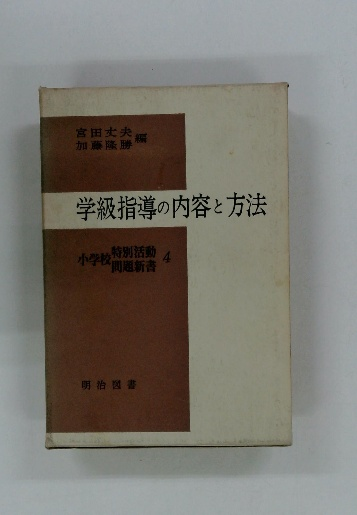 宮田丈夫
加藤隆勝 編
学級指導の内容と方法
小学校 特別活動
問題新書 4
明治図書